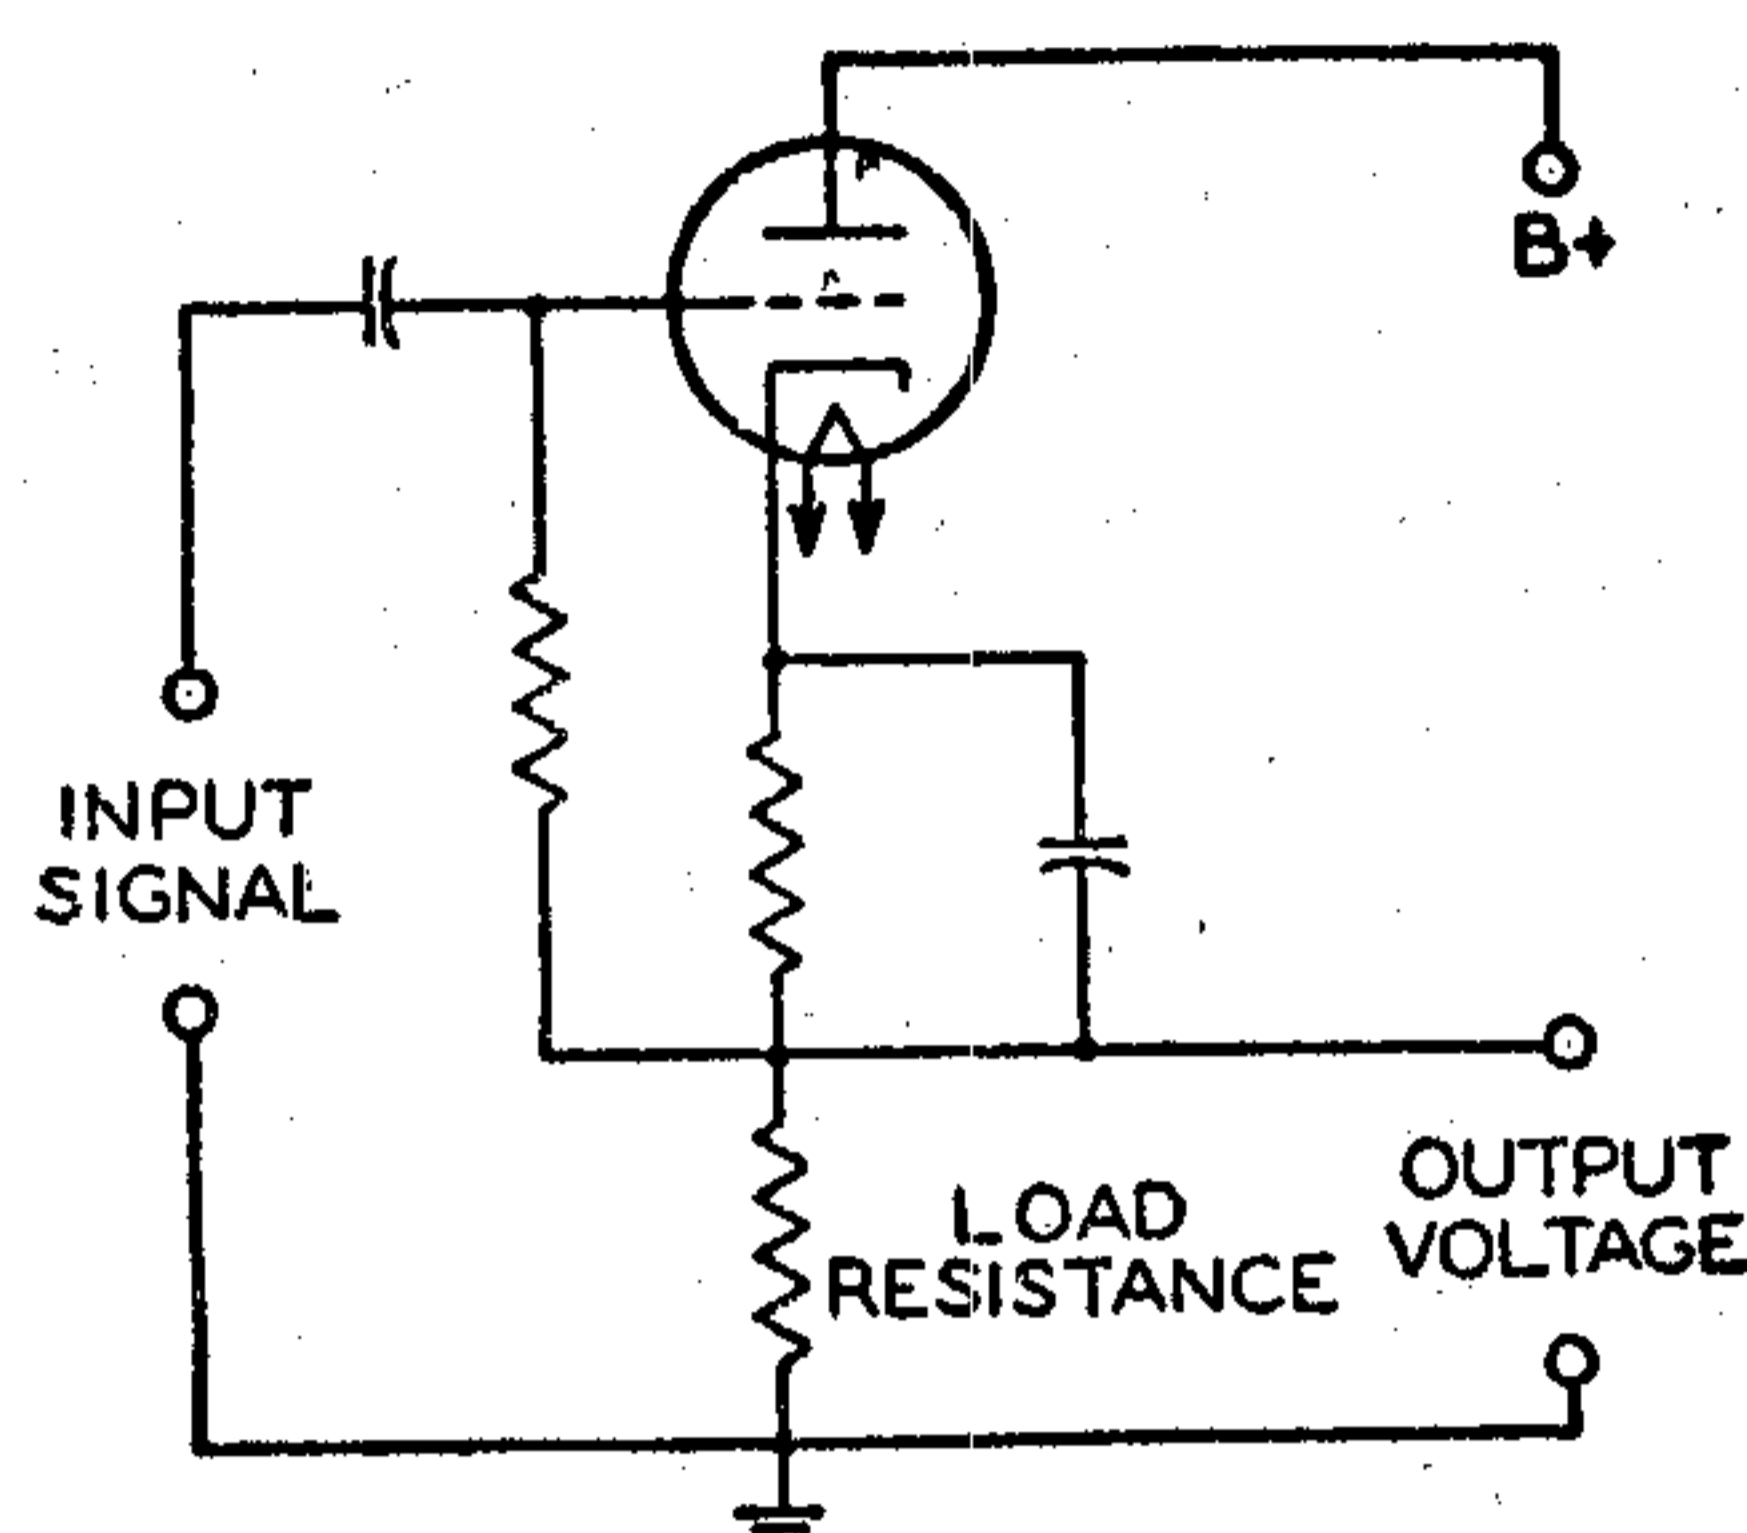 B+
INPUT
SIGNAL
OUTPUT
VOLTAGE
LOAD
RESISTANCE